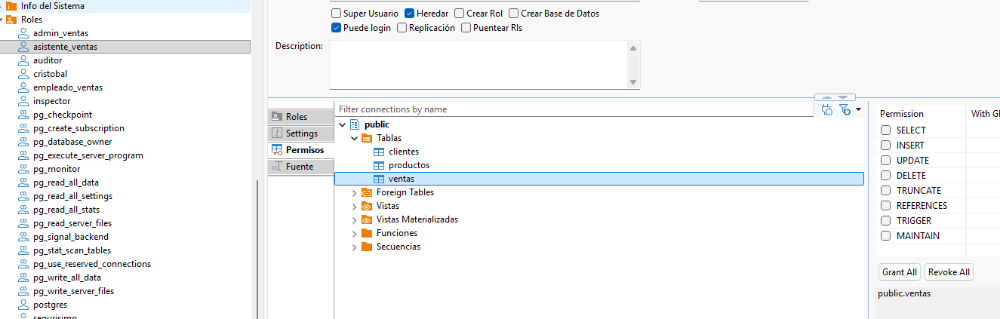 Info del Sistema
Roles
admin_ventas
asistente_ventas
auditor
cristobal
empleado_ventas
inspector
pg_checkpoint
pg_create_subscription
pg_database_owner
pg_execute_server_program
pg_monitor
pg_read_all_data
pg_read_all_settings
pg_read_all_stats
pg_read_server_files
pg_signal_backend
pg_stat_scan_tables
pg_use_reserved_connections
pg_write_all_data
pg_write_server_files
postgres
segurisimo
Super Usuario Heredar Crear Rol Crear Base de Datos
Puede login Replicación Puentear Rls
Description:
Roles
Settings
Permisos
Fuente
Filter connections by name
public
Tablas
clientes
productos
ventas
Foreign Tables
Vistas
Vistas Materializadas
Funciones
Secuencias
Permission With G
SELECT
INSERT
UPDATE
DELETE
TRUNCATE
REFERENCES
TRIGGER
MAINTAIN
Grant All Revoke All
public.ventas